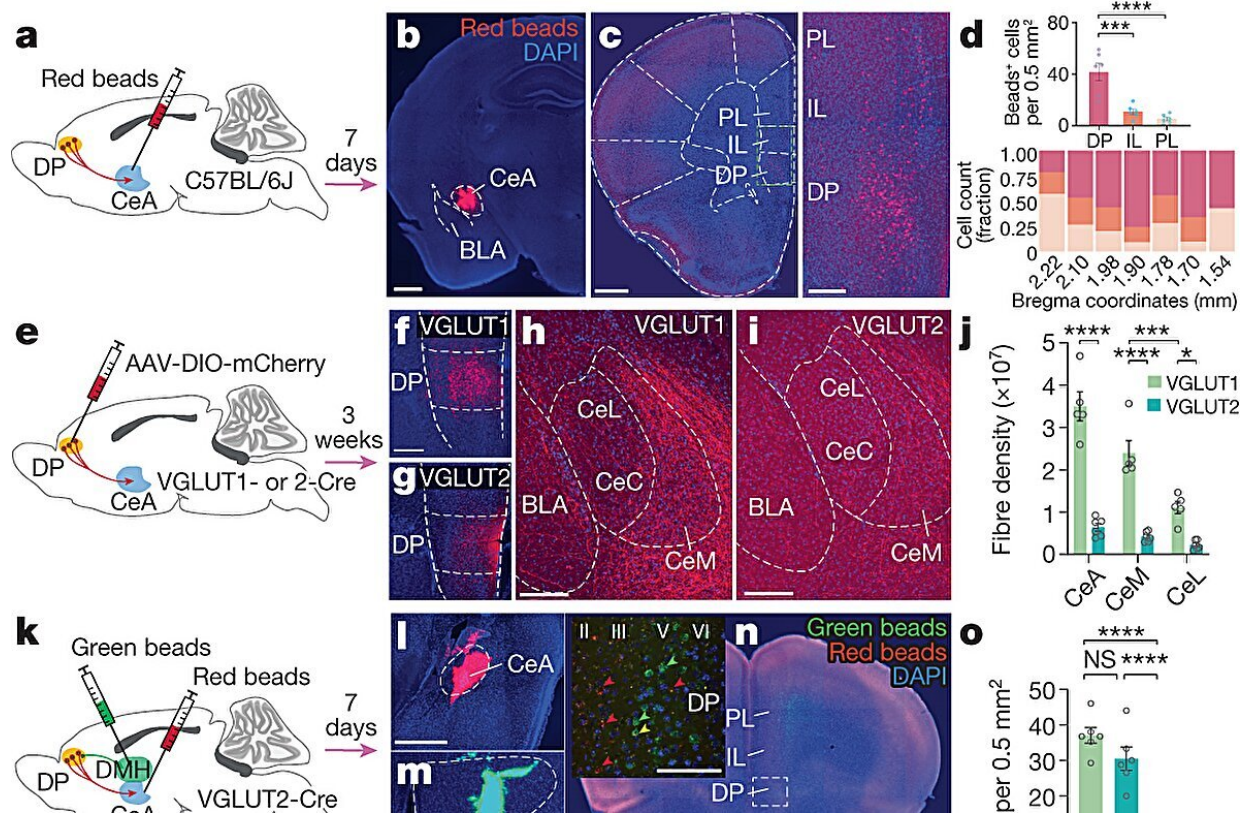 a
Red beads
DP
CeA
C57BL/6J
7
days
b
Red beads
DAPI
CeA
BLA
c
PL
IL
DP
PL
IL
DP
d
Beads⁺ cells
per 0.5 mm²
80
40
0
****
***
DP IL PL
Cell count
(fraction)
1.00
0.75
0.50
0.25
0
2.22 2.10 1.98 1.90 1.78 1.70 1.54
Bregma coordinates (mm)
e
AAV-DIO-mCherry
DP
CeA
VGLUT1- or 2-Cre
3
weeks
f
VGLUT1
DP
g
VGLUT2
DP
h
VGLUT1
CeL
CeC
BLA
CeM
i
VGLUT2
CeL
CeC
BLA
CeM
j
Fibre density (×10⁷)
5
4
3
2
1
0
**** *** **** *
VGLUT1
VGLUT2
CeA CeM CeL
k
Green beads
Red beads
DP
DMH
CeA
VGLUT2-Cre
7
days
l
CeA
m
II III V VI
DP
n
Green beads
Red beads
DAPI
PL
IL
DP
o
****
NS ****
per 0.5 mm²
50
40
30
20